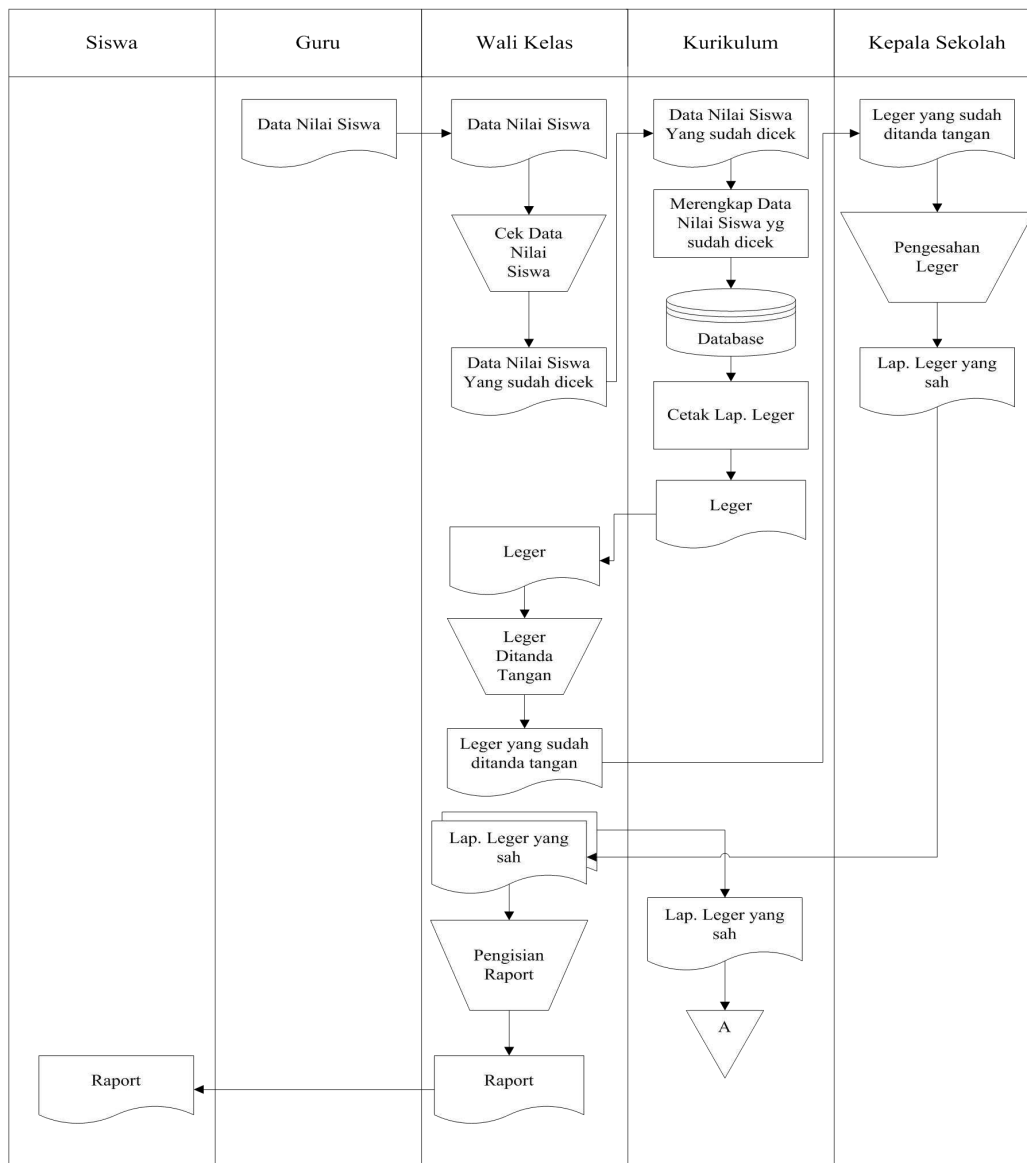 Siswa
Guru
Wali Kelas
Kurikulum
Kepala Sekolah
Data Nilai Siswa
Data Nilai Siswa
Data Nilai Siswa
Yang sudah dicek
Leger yang sudah
ditanda tangan
Cek Data
Nilai
Siswa
Merengkap Data
Nilai Siswa yg
sudah dicek
Pengesahan
Leger
Database
Data Nilai Siswa
Yang sudah dicek
Lap. Leger yang
sah
Cetak Lap. Leger
Leger
Leger
Leger
Ditanda
Tangan
Leger yang sudah
ditanda tangan
Lap. Leger yang
sah
Lap. Leger yang
sah
Pengisian
Raport
A
Raport
Raport